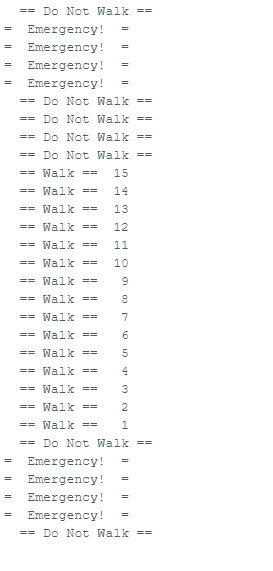 == Do Not Walk ==
=  Emergency!  =
=  Emergency!  =
=  Emergency!  =
=  Emergency!  =
== Do Not Walk ==
== Do Not Walk ==
== Do Not Walk ==
== Do Not Walk ==
== Walk ==  15
== Walk ==  14
== Walk ==  13
== Walk ==  12
== Walk ==  11
== Walk ==  10
== Walk ==   9
== Walk ==   8
== Walk ==   7
== Walk ==   6
== Walk ==   5
== Walk ==   4
== Walk ==   3
== Walk ==   2
== Walk ==   1
== Do Not Walk ==
=  Emergency!  =
=  Emergency!  =
=  Emergency!  =
=  Emergency!  =
== Do Not Walk ==